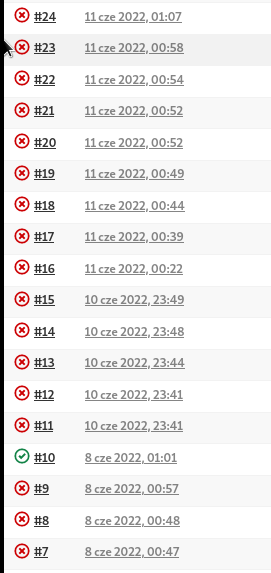 #24 11 cze 2022, 01:07
#23 11 cze 2022, 00:58
#22 11 cze 2022, 00:54
#21 11 cze 2022, 00:52
#20 11 cze 2022, 00:52
#19 11 cze 2022, 00:49
#18 11 cze 2022, 00:44
#17 11 cze 2022, 00:39
#16 11 cze 2022, 00:22
#15 10 cze 2022, 23:49
#14 10 cze 2022, 23:48
#13 10 cze 2022, 23:44
#12 10 cze 2022, 23:41
#11 10 cze 2022, 23:41
#10 8 cze 2022, 01:01
#9 8 cze 2022, 00:57
#8 8 cze 2022, 00:48
#7 8 cze 2022, 00:47